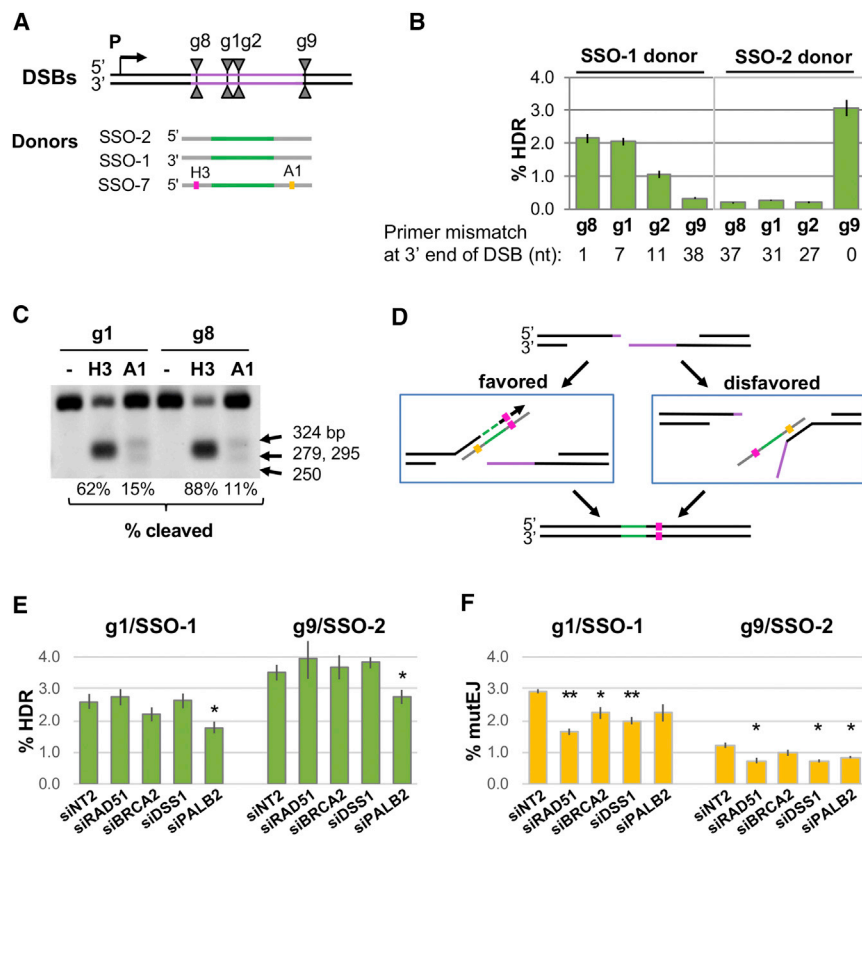 A
P
g8 g1g2 g9
5'
DSBs
3'
Donors
SSO-2 5'
SSO-1 3'
H3 A1
SSO-7 5'
B
SSO-1 donor SSO-2 donor
4.0
3.0
2.0
1.0
0.0
% HDR
g8 g1 g2 g9 g8 g1 g2 g9
Primer mismatch
at 3' end of DSB (nt): 1 7 11 38 37 31 27 0
C
g1 g8
- H3 A1 - H3 A1
324 bp
279, 295
250
62% 15% 88% 11%
% cleaved
D
5'
3'
favored disfavored
5'
3'
E
g1/SSO-1 g9/SSO-2
4.0
3.0
2.0
1.0
0.0
% HDR
* *
siNT2 siRAD51 siBRCA2 siDSS1 siPALB2 siNT2 siRAD51 siBRCA2 siDSS1 siPALB2
F
g1/SSO-1 g9/SSO-2
4.0
3.0
2.0
1.0
0.0
% mutEJ
** * ** * * *
siNT2 siRAD51 siBRCA2 siDSS1 siPALB2 siNT2 siRAD51 siBRCA2 siDSS1 siPALB2